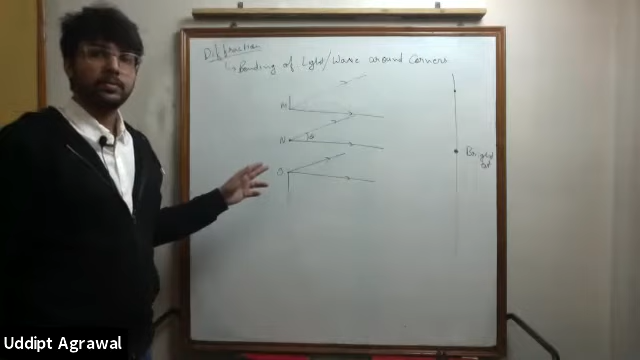 Diffraction
↳ Bending of Light/Wave around Corners
M
N θ
O
Bright
Uddipt Agrawal